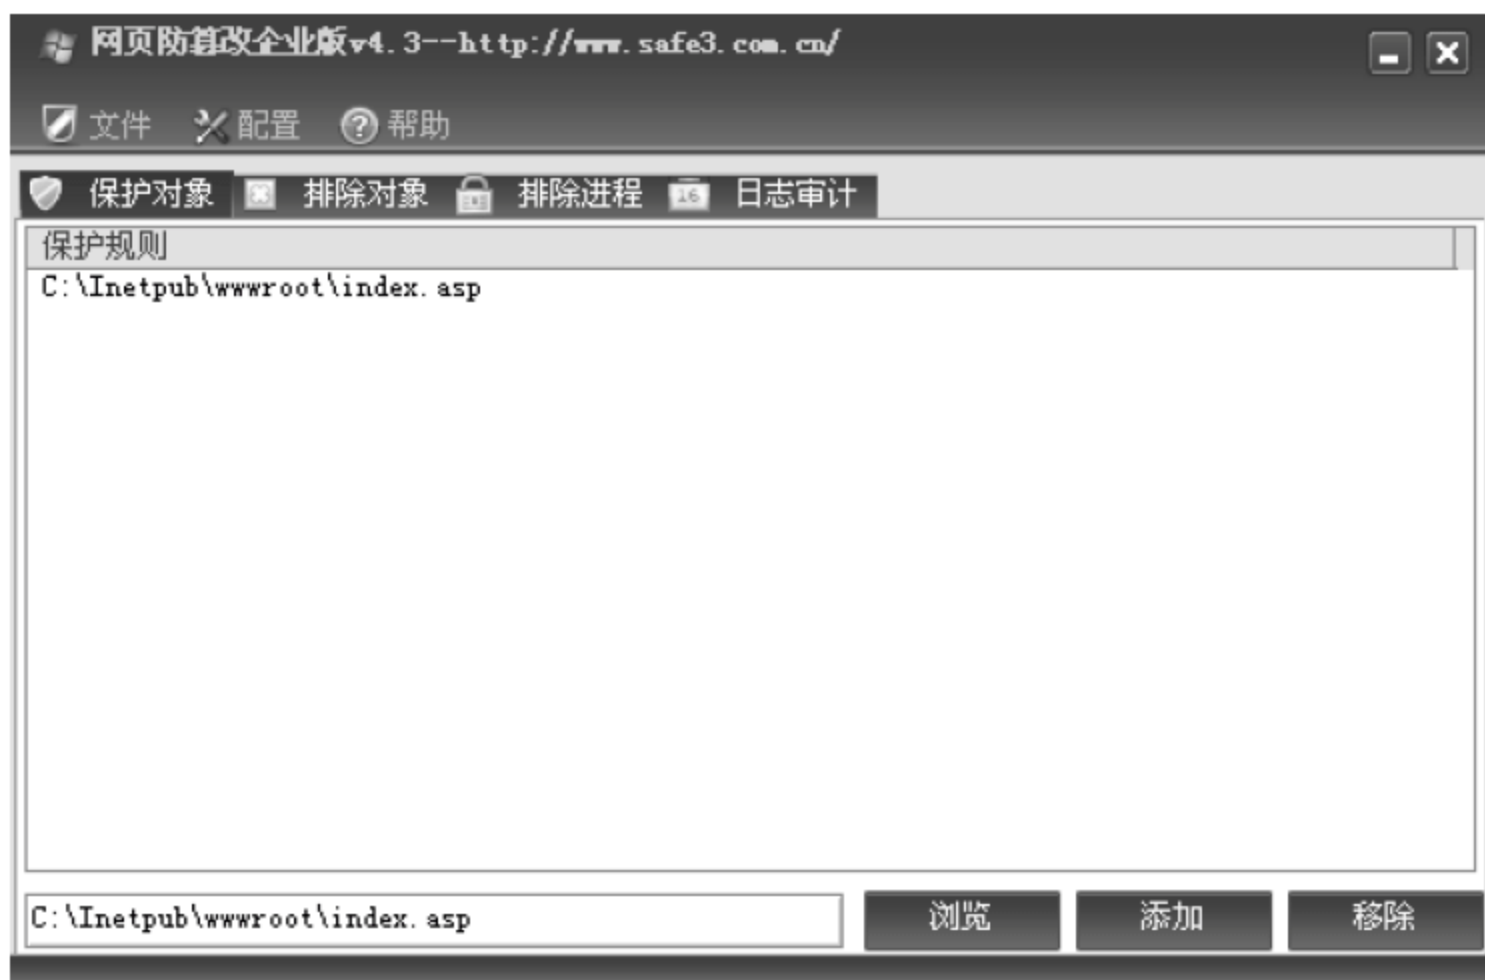 网页防篡改企业版v4.3--http://www.safe3.com.cn/
文件 配置 帮助
保护对象 排除对象 排除进程 16 日志审计
保护规则
C:\Inetpub\wwwroot\index.asp
C:\Inetpub\wwwroot\index.asp 浏览 添加 移除